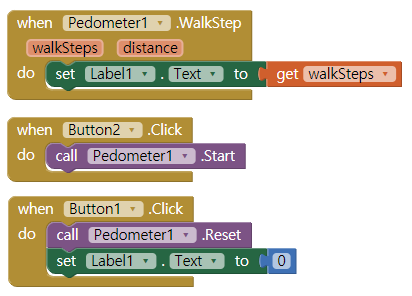 when Pedometer1 .WalkStep
walkSteps distance
do set Label1 . Text to get walkSteps
when Button2 .Click
do call Pedometer1 .Start
when Button1 .Click
do call Pedometer1 .Reset
set Label1 . Text to 0